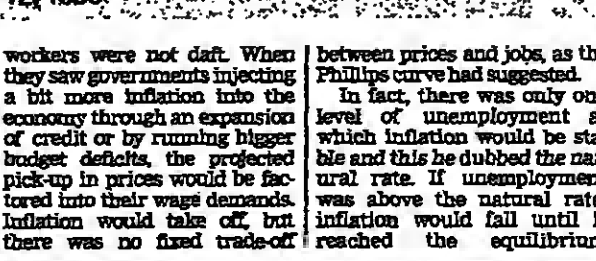 workers were not daft. When
they saw governments injecting
a bit more inflation into the
economy through an expansion
of credit or by running bigger
budget deficits, the projected
pick-up in prices would be fac-
tored into their wage demands.
Inflation would take off, but
there was no fixed trade-off
between prices and jobs, as th
Phillips curve had suggested.
In fact, there was only on
level of unemployment a
which inflation would be sta
ble and this he dubbed the nat
ural rate. If unemploymen
was above the natural rate
inflation would fall until i
reached the equilibrium